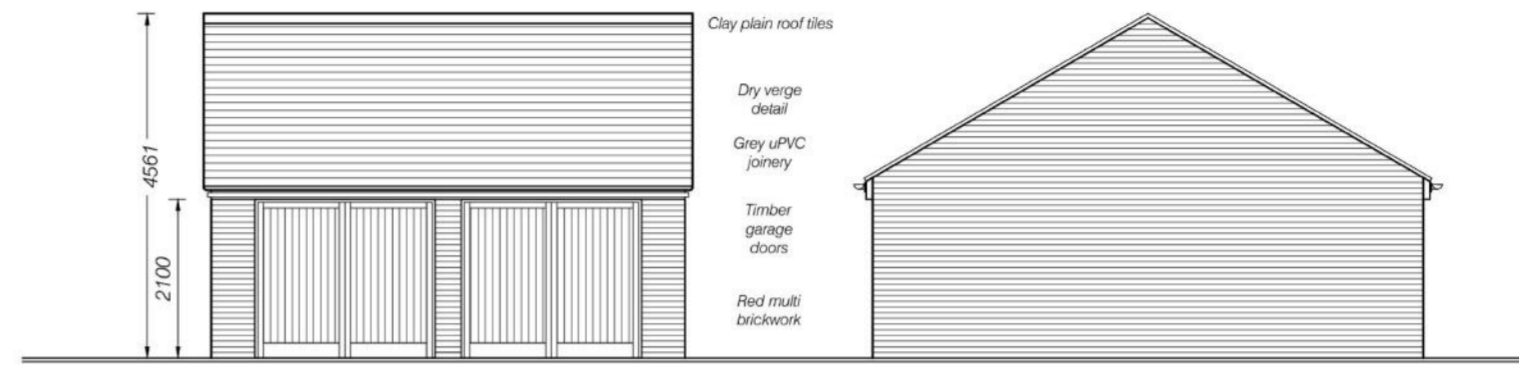 4561
2100
Clay plain roof tiles
Dry verge
detail
Grey uPVC
joinery
Timber
garage
doors
Red multi
brickwork